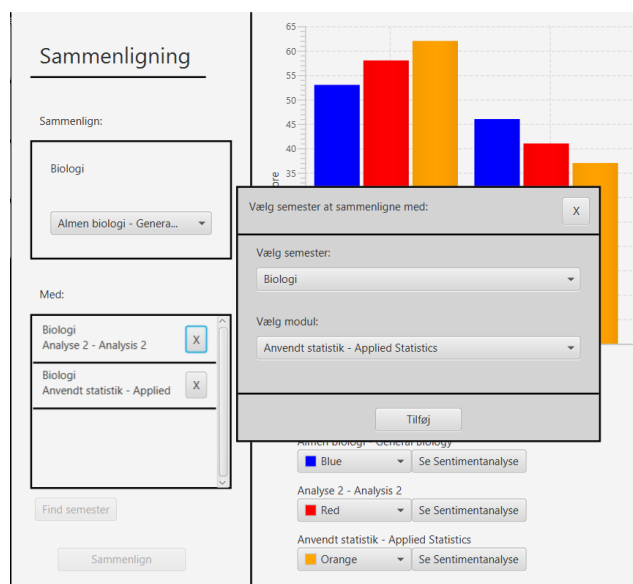 Sammenligning
Sammenlign:
Biologi
Almen biologi - Genera...
Med:
Biologi
Analyse 2 - Analysis 2
X
Biologi
Anvendt statistik - Applied
X
Find semester
Sammenlign
65
60
55
50
45
40
35
Vælg semester at sammenligne med:
X
Vælg semester:
Biologi
Vælg modul:
Anvendt statistik - Applied Statistics
Tilføj
Almen biologi - General biology
Blue
Se Sentimentanalyse
Analyse 2 - Analysis 2
Red
Se Sentimentanalyse
Anvendt statistik - Applied Statistics
Orange
Se Sentimentanalyse